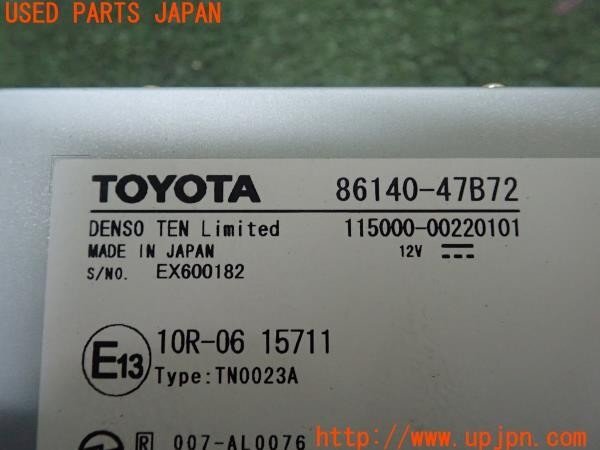 USED PARTS JAPAN
TOYOTA 86140-47B72
DENSO TEN Limited 115000-00220101
MADE IN JAPAN 12V
S/NO. EX600182
E13 10R-06 15711
Type:TN0023A
R 007-AL0076
http://www.upjpn.com